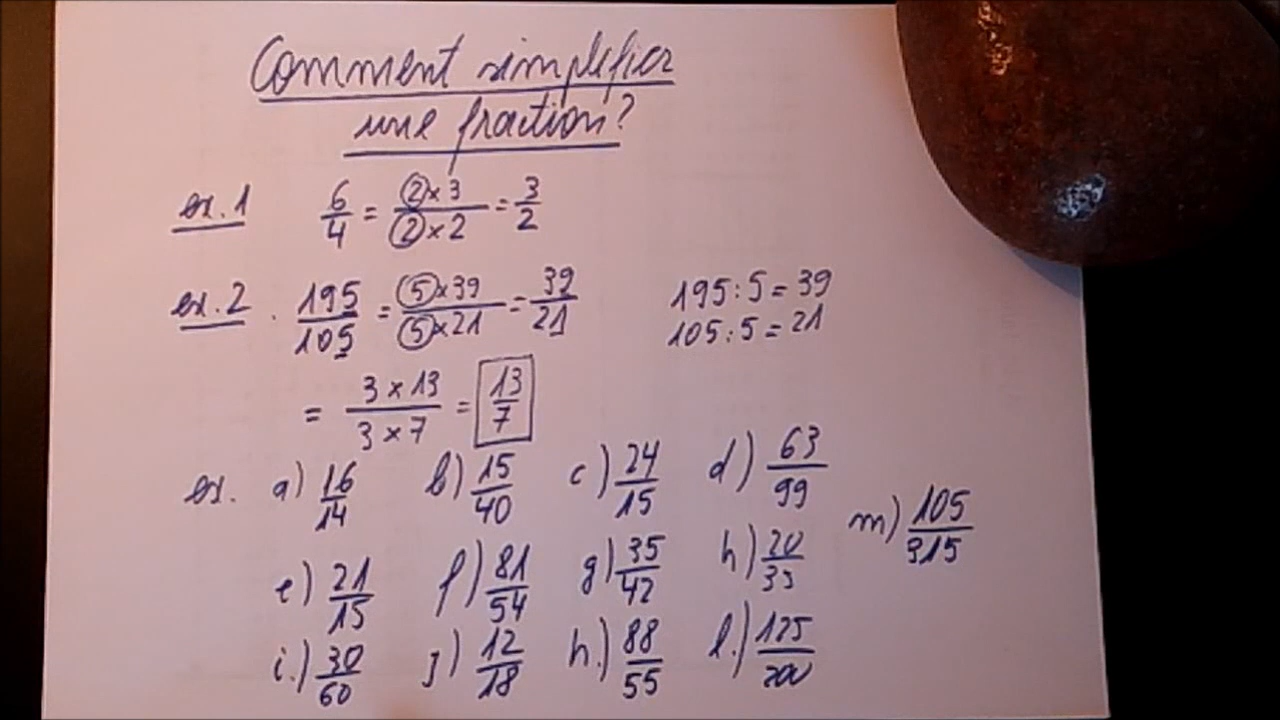 Comment simplifier
une fraction?
ex.1 6/4 = 2×3/2×2 = 3/2
ex.2 195/105 = 5×39/5×21 = 39/21 195:5=39
105:5=21
= 3×13/3×7 = 13/7
ex. a) 16/14 b) 15/40 c) 24/15 d) 63/99
m) 105/315
e) 21/15 f) 81/54 g) 35/42 h) 20/35
i.) 30/60 j) 12/18 h.) 88/55 l.) 125/200